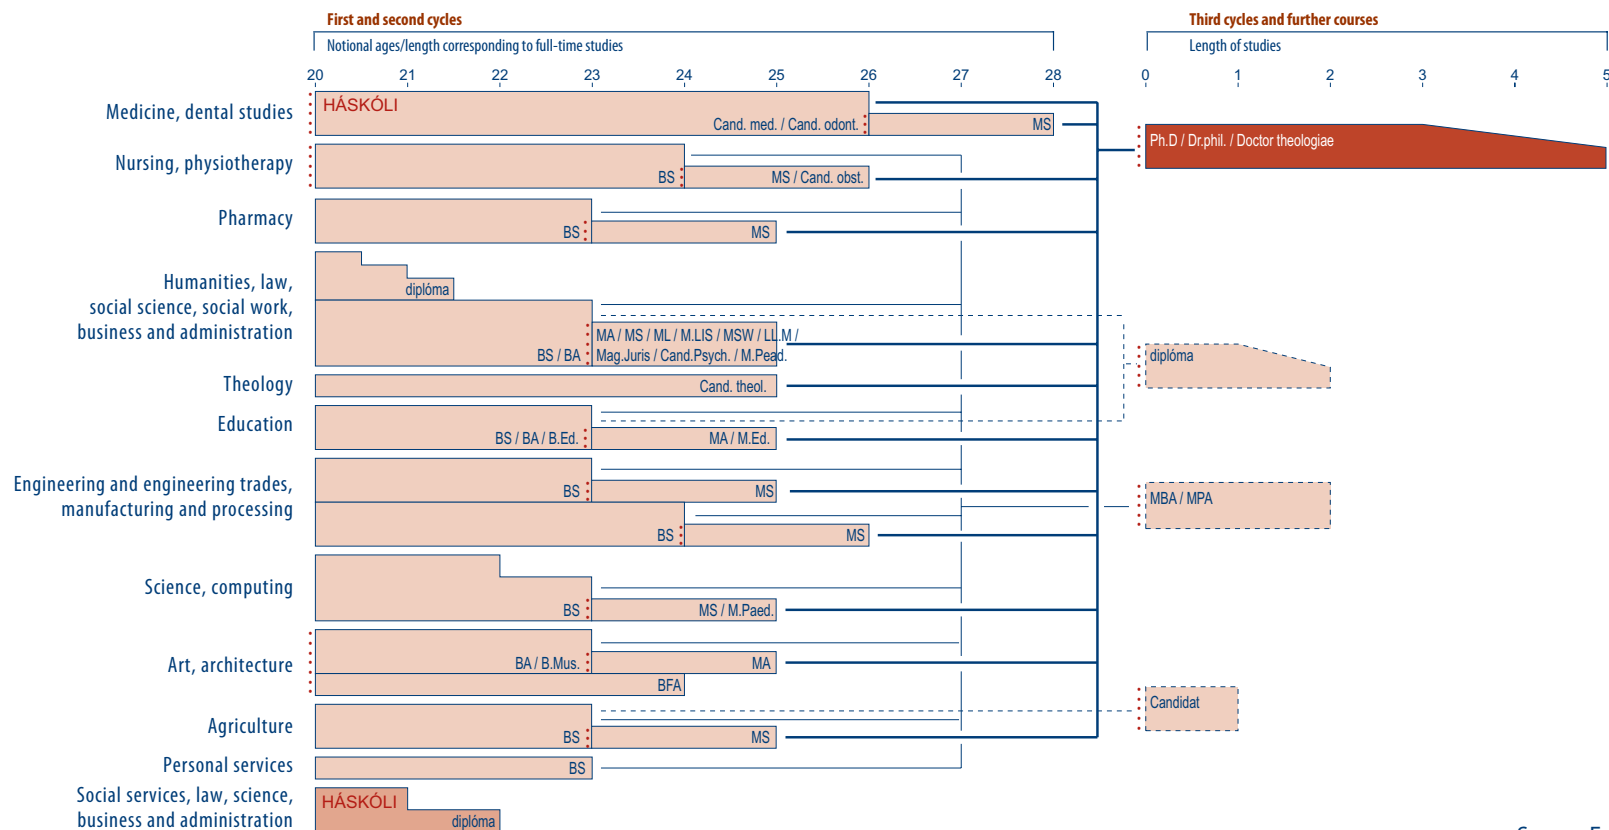 First and second cycles
Third cycles and further courses
Notional ages/length corresponding to full-time studies
Length of studies
20 21 22 23 24 25 26 27 28
0 1 2 3 4 5
Medicine, dental studies
HÁSKÓLI
Cand. med. / Cand. odont.
MS
Ph.D / Dr.phil. / Doctor theologiae
Nursing, physiotherapy
BS
MS / Cand. obst.
Pharmacy
BS
MS
Humanities, law,
social science, social work,
business and administration
diplóma
BS / BA
MA / MS / ML / M.LIS / MSW / LL.M /
Mag.Juris / Cand.Psych. / M.Pead.
diplóma
Theology
Cand. theol.
Education
BS / BA / B.Ed.
MA / M.Ed.
Engineering and engineering trades,
manufacturing and processing
BS
MS
BS
MS
MBA / MPA
Science, computing
BS
MS / M.Paed.
Art, architecture
BA / B.Mus.
MA
BFA
Agriculture
BS
MS
Candidat
Personal services
BS
Social services, law, science,
business and administration
HÁSKÓLI
diplóma